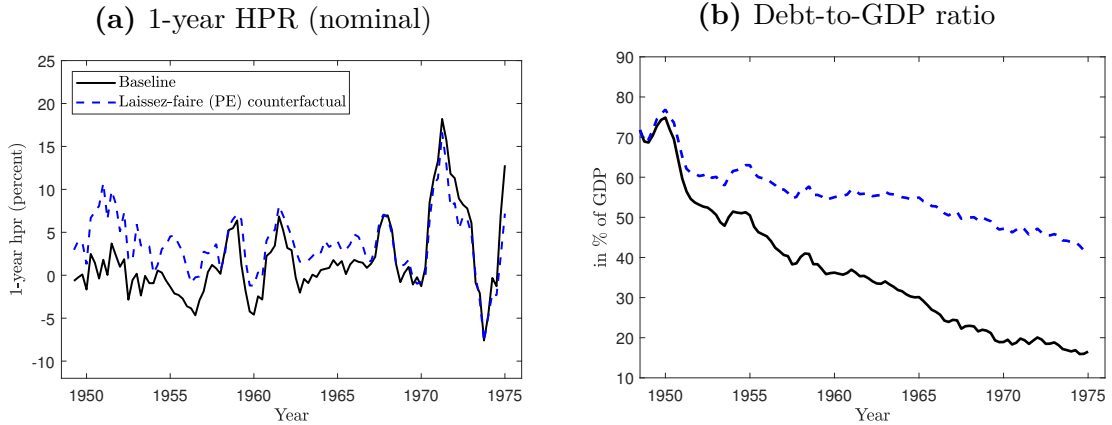 (a) 1-year HPR (nominal)
25
20
15
10
5
0
-5
-10
1-year hpr (percent)
Baseline
Laissez-faire (PE) counterfactual
1950 1955 1960 1965 1970 1975
Year
(b) Debt-to-GDP ratio
90
80
70
60
50
40
30
20
10
in % of GDP
1950 1955 1960 1965 1970 1975
Year